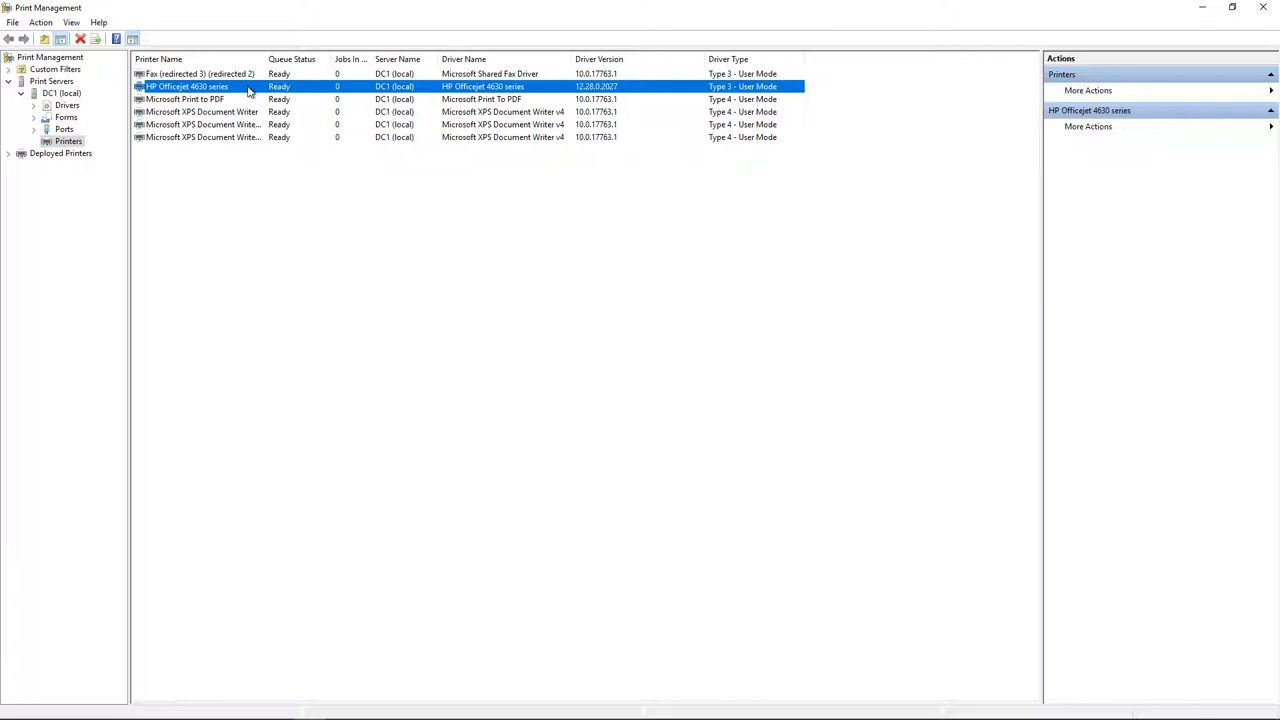 Print Management
File Action View Help
Print Management
Custom Filters
Print Servers
DC1 (local)
Drivers
Forms
Ports
Printers
Deployed Printers
Printer Name Queue Status Jobs In ... Server Name Driver Name Driver Version Driver Type
Fax (redirected 3) (redirected 2) Ready 0 DC1 (local) Microsoft Shared Fax Driver 10.0.17763.1 Type 3 - User Mode
HP Officejet 4630 series Ready 0 DC1 (local) HP Officejet 4630 series 12.28.0.2027 Type 3 - User Mode
Microsoft Print to PDF Ready 0 DC1 (local) Microsoft Print To PDF 10.0.17763.1 Type 3 - User Mode
Microsoft XPS Document Writer Ready 0 DC1 (local) Microsoft XPS Document Writer v4 10.0.17763.1 Type 4 - User Mode
Microsoft XPS Document Write... Ready 0 DC1 (local) Microsoft XPS Document Writer v4 10.0.17763.1 Type 4 - User Mode
Microsoft XPS Document Write... Ready 0 DC1 (local) Microsoft XPS Document Writer v4 10.0.17763.1 Type 4 - User Mode
Actions
Printers
More Actions
HP Officejet 4630 series
More Actions